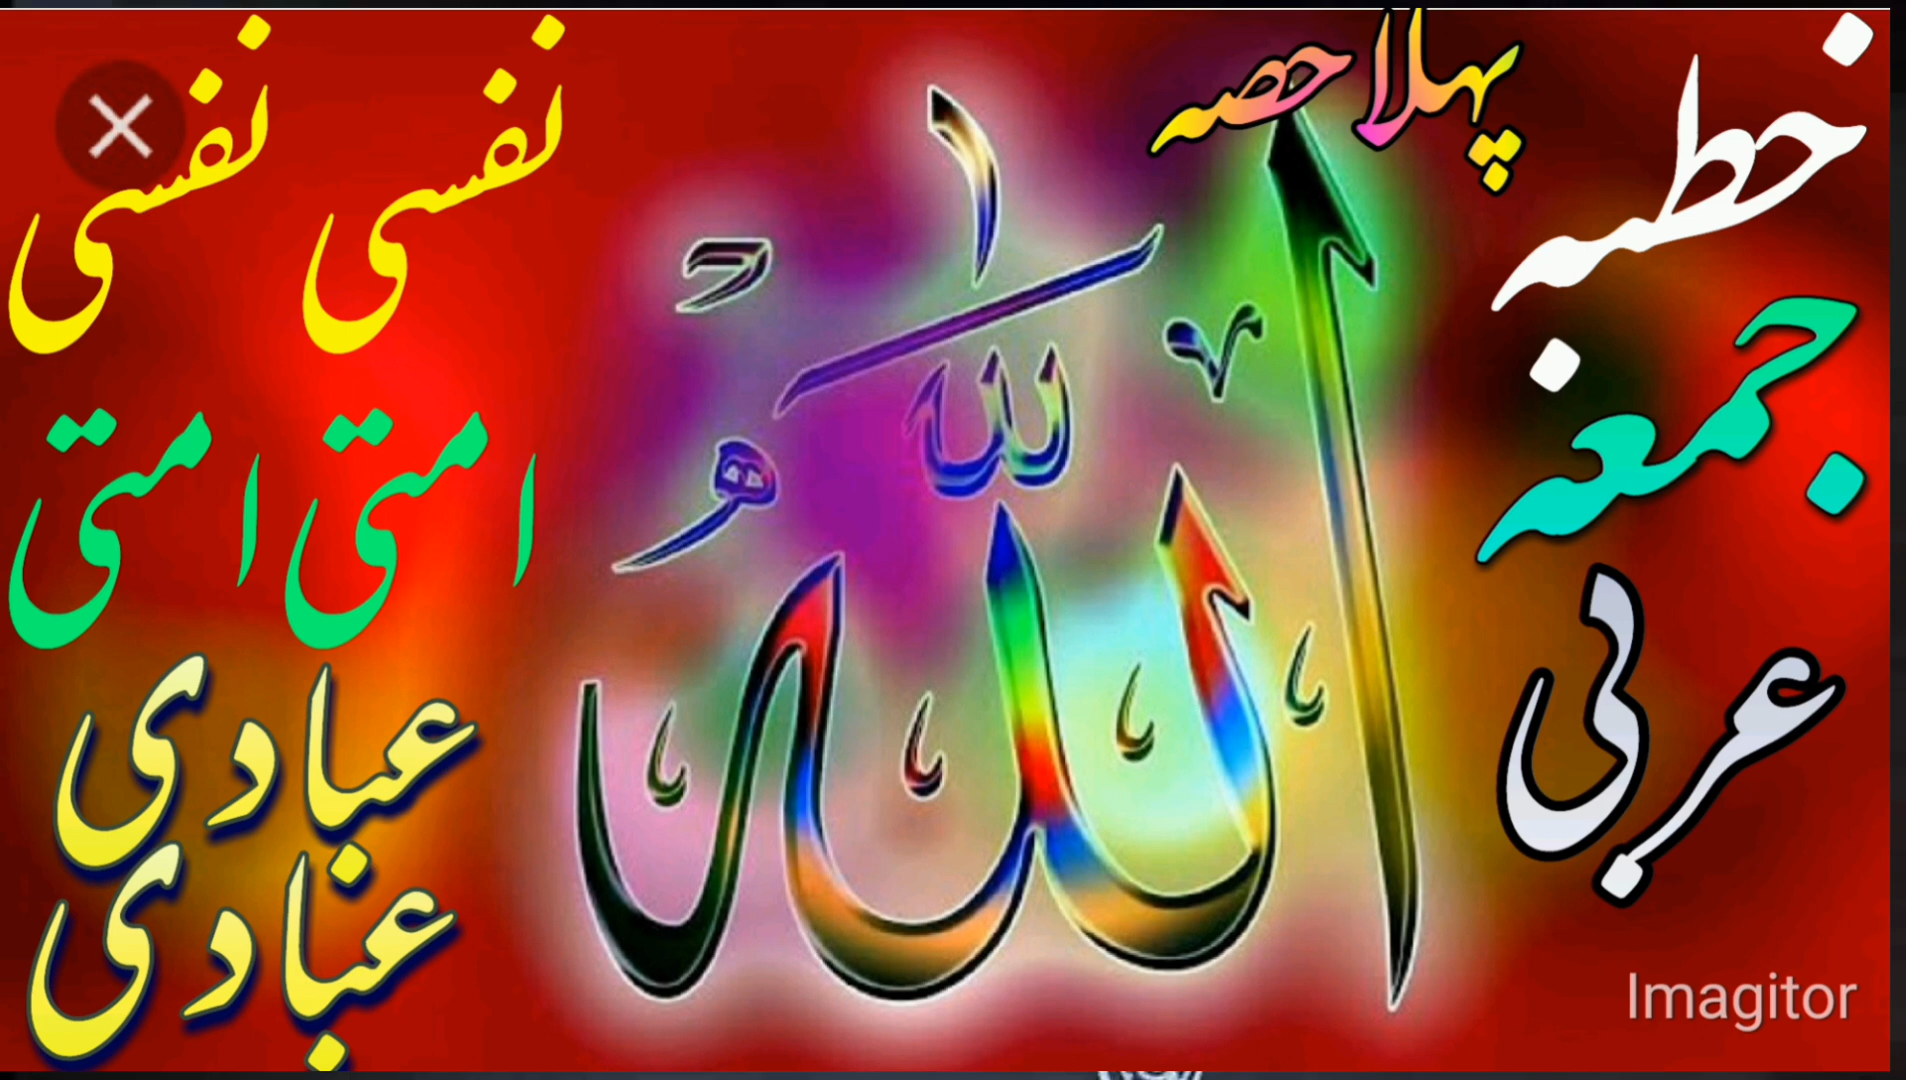 پہلا حصہ
خطبہ
جمعہ
عربی
الله
نفسی نفسی
امتی امتی
عبادی
عبادی
Imagitor